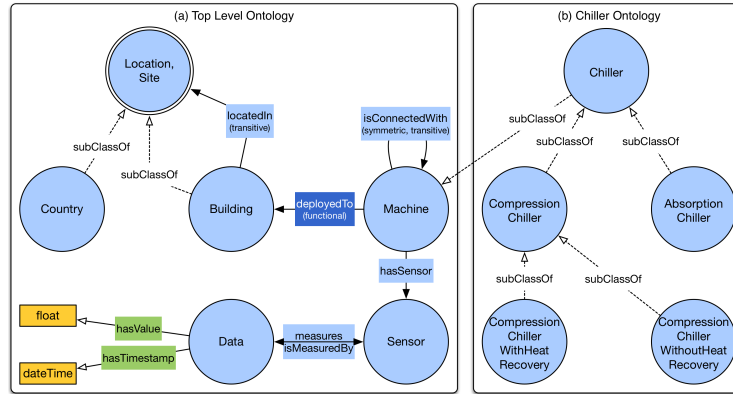 (a) Top Level Ontology
Location,
Site
locatedIn
(transitive)
isConnectedWith
(symmetric, transitive)
subClassOf
subClassOf
Country
Building
deployedTo
(functional)
Machine
hasSensor
float
hasValue
hasTimestamp
dateTime
Data
measures
isMeasuredBy
Sensor
(b) Chiller Ontology
Chiller
subClassOf
subClassOf
subClassOf
Compression
Chiller
Absorption
Chiller
subClassOf
subClassOf
Compression
Chiller
WithHeat
Recovery
Compression
Chiller
WithoutHeat
Recovery